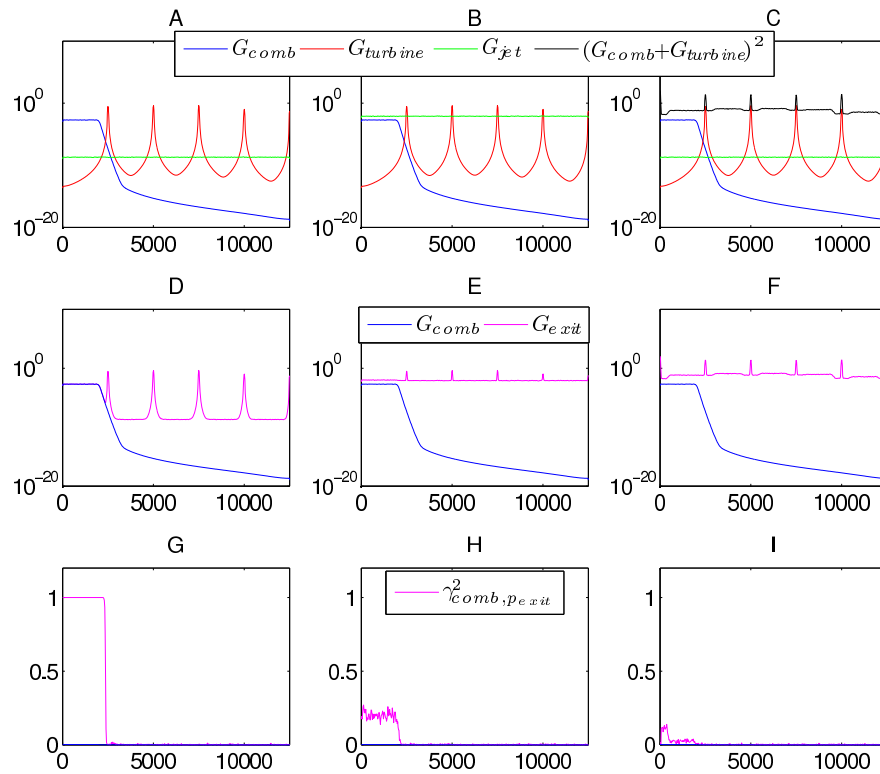 A B C
G_comb G_turbine G_jet (G_comb+G_turbine)^2
10^0 10^0 10^0
10^-20 10^-20 10^-20
0 5000 10000 0 5000 10000 0 5000 10000
D E F
G_comb G_exit
10^0 10^0 10^0
10^-20 10^-20 10^-20
0 5000 10000 0 5000 10000 0 5000 10000
G H I
γ^2_comb,p_exit
1 1 1
0.5 0.5 0.5
0 0 0
0 5000 10000 0 5000 10000 0 5000 10000